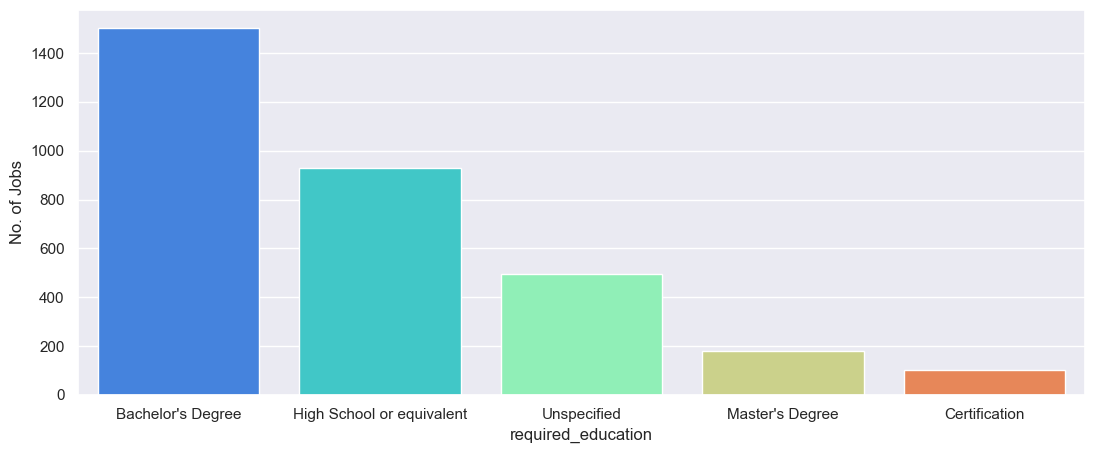 No. of Jobs
1400
1200
1000
800
600
400
200
0
Bachelor's Degree
High School or equivalent
Unspecified
Master's Degree
Certification
required_education